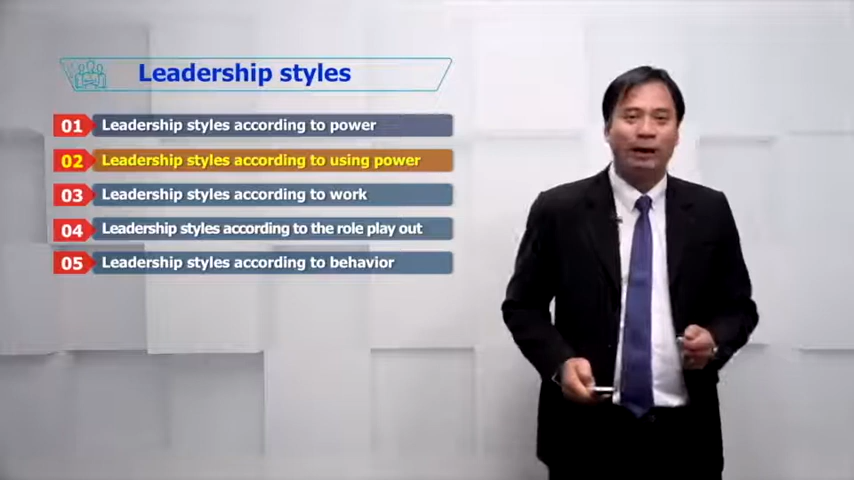 Leadership styles
01 Leadership styles according to power
02 Leadership styles according to using power
03 Leadership styles according to work
04 Leadership styles according to the role play out
05 Leadership styles according to behavior